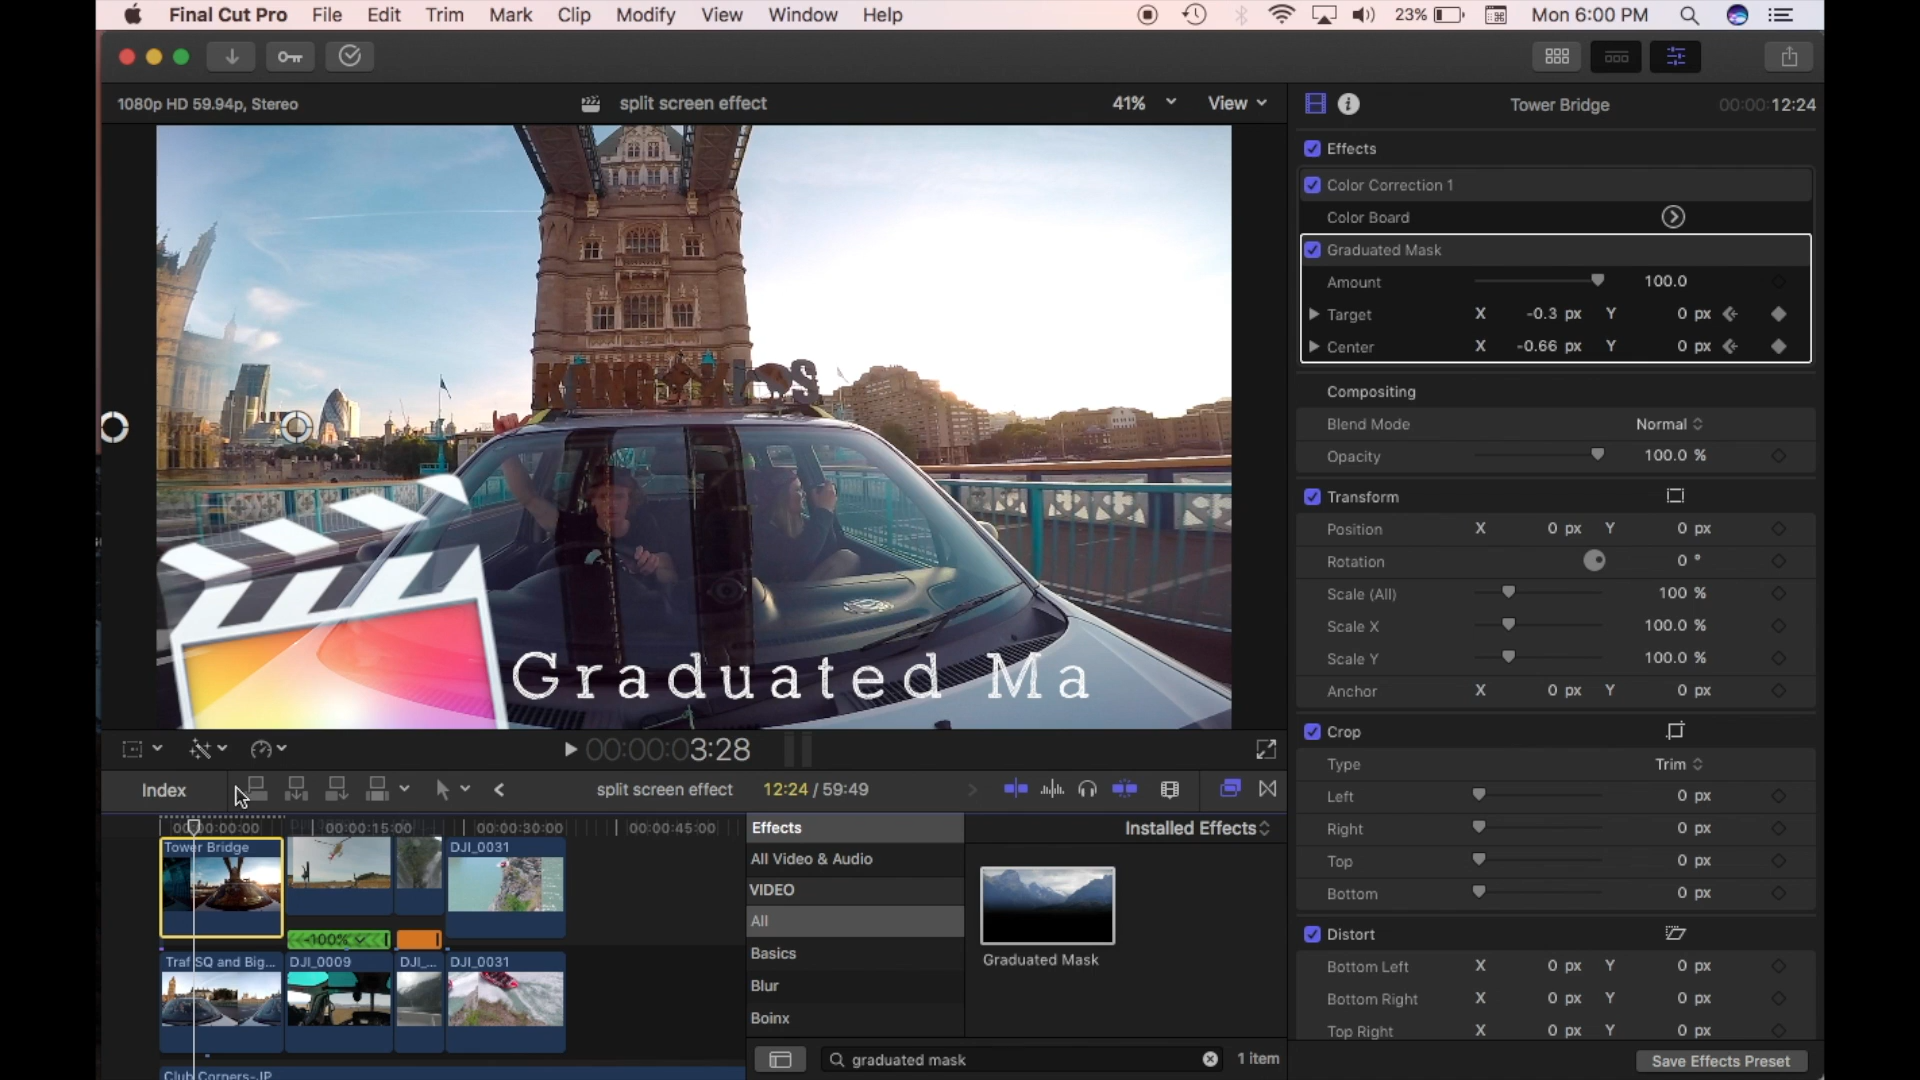 Final Cut Pro File Edit Trim Mark Clip Modify View Window Help 23% Mon 6:00 PM
1080p HD 59.94p, Stereo split screen effect 41% View
Tower Bridge 00:00:12:24
Effects
Color Correction 1
Color Board
Graduated Mask
Amount 100.0
Target X -0.3 px Y 0 px
Center X -0.66 px Y 0 px
Compositing
Blend Mode Normal
Opacity 100.0 %
Transform
Position X 0 px Y 0 px
Rotation 0 °
Scale (All) 100 %
Scale X 100.0 %
Scale Y 100.0 %
Anchor X 0 px Y 0 px
Crop
Type Trim
Left 0 px
Right 0 px
Top 0 px
Bottom 0 px
Distort
Bottom Left X 0 px Y 0 px
Bottom Right X 0 px Y 0 px
Top Right X 0 px Y 0 px
Save Effects Preset
Graduated Ma
00:00:03:28
Index split screen effect 12:24 / 59:49
00:00:00:00 00:00:15:00 00:00:30:00 00:00:45:00
Tower Bridge DJI_0031
-100%
Traf SQ and Big... DJI_0009 DJI_... DJI_0031
Club Corners-JP
Effects Installed Effects
All Video & Audio
VIDEO
All
Basics
Blur
Boinx
Graduated Mask
graduated mask 1 item